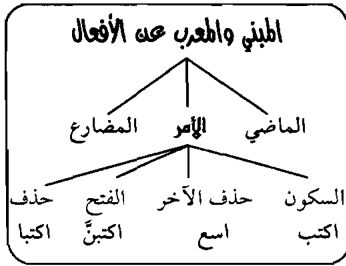 المبني والمعرب من الأفعال
الماضي الأمر المضارع
السكون حذف الآخر الفتح حذف
اكتب اسع اكتبنَّ اكتبا